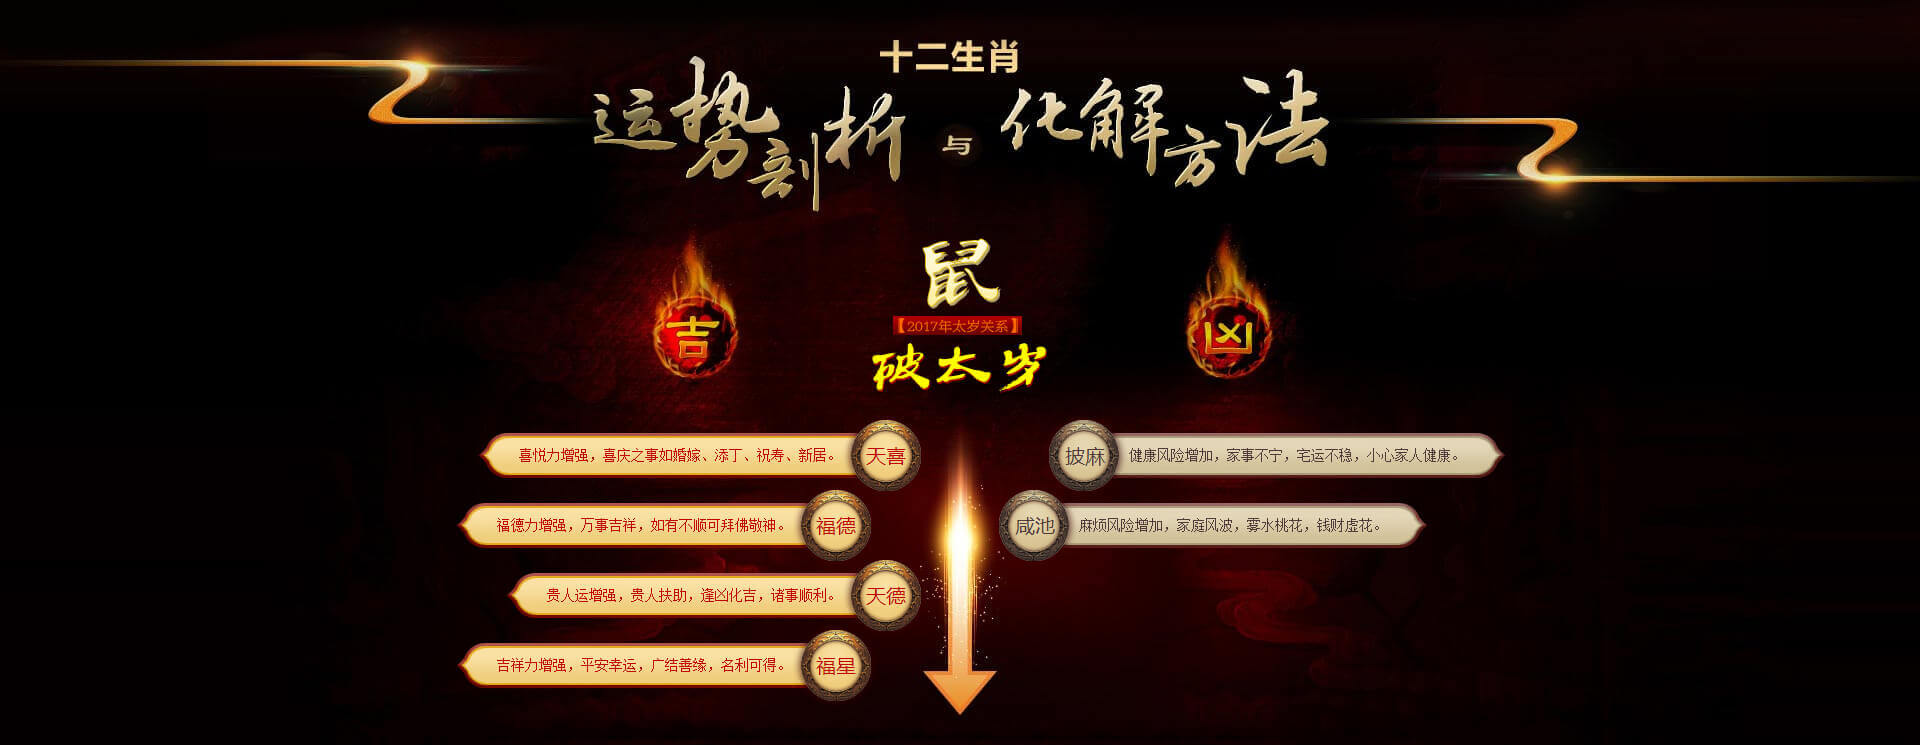 十二生肖
运势剖析与化解方法
鼠
【2017年太岁关系】
破太岁
吉
凶
喜悦力增强，喜庆之事如婚嫁、添丁、祝寿、新居。
天喜
福德力增强，万事吉祥，如有不顺可拜佛敬神。
福德
贵人运增强，贵人扶助，逢凶化吉，诸事顺利。
天德
吉祥力增强，平安幸运，广结善缘，名利可得。
福星
披麻
健康风险增加，家事不宁，宅运不稳，小心家人健康。
咸池
麻烦风险增加，家庭风波，雾水桃花，钱财虚花。